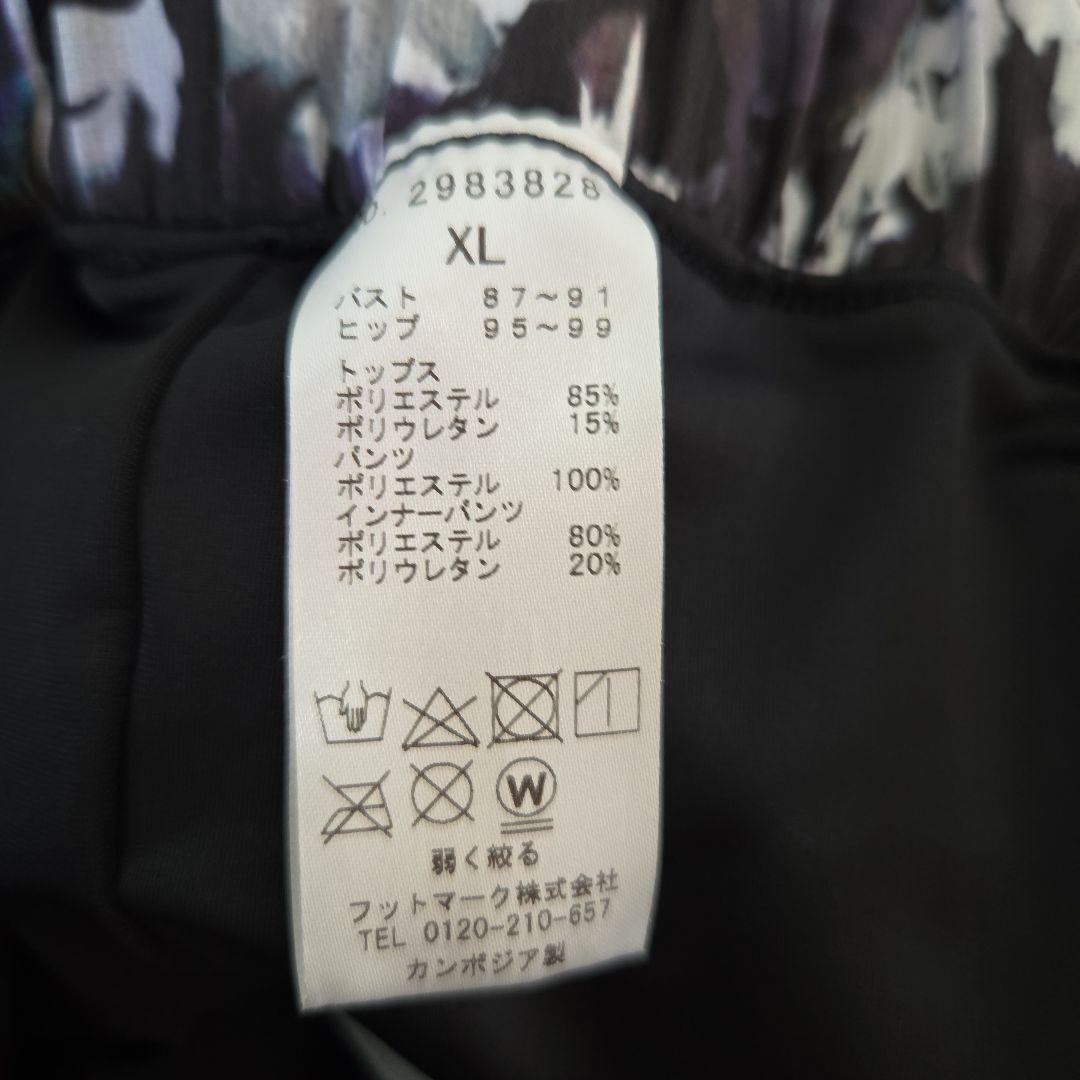 2983828
XL
バスト 87～91
ヒップ 95～99
トップス
ポリエステル 85%
ポリウレタン 15%
パンツ
ポリエステル 100%
インナーパンツ
ポリエステル 80%
ポリウレタン 20%
W
弱く絞る
フットマーク株式会社
TEL 0120-210-657
カンボジア製